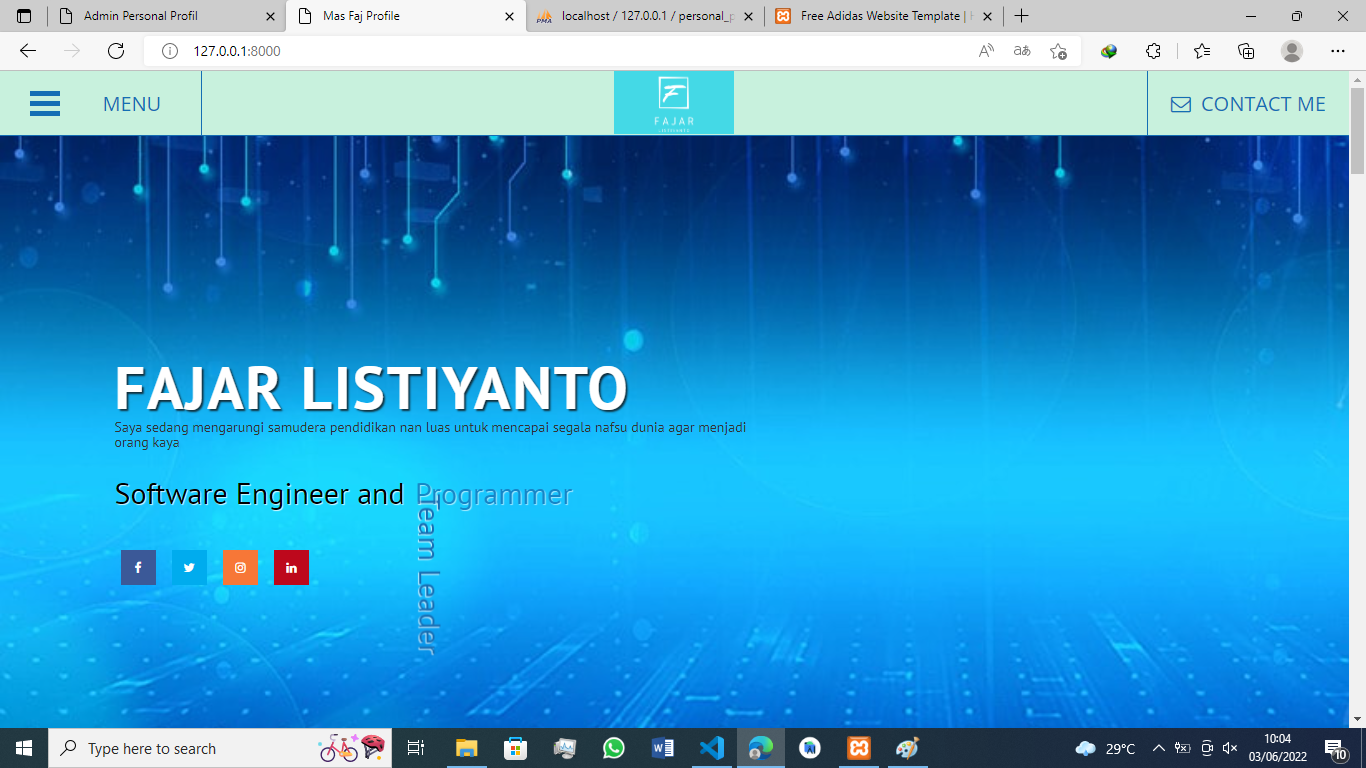 Admin Personal Profil
Mas Faj Profile
PMA
localhost / 127.0.0.1 / personal_p
Free Adidas Website Template |
127.0.0.1:8000
MENU
F
FAJAR
LISTIYANTO
CONTACT ME
FAJAR LISTIYANTO
Saya sedang mengarungi samudera pendidikan nan luas untuk mencapai segala nafsu dunia agar menjadi
orang kaya
Software Engineer and Programmer
Team Leader
Type here to search
29°C
10:04
03/06/2022
10